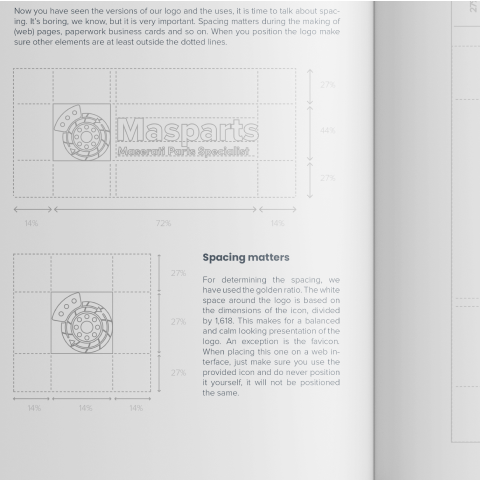 Now you have seen the versions of our logo and the uses, it is time to talk about spac-
ing. It's boring, we know, but it is very important. Spacing matters during the making of
(web) pages, paperwork business cards and so on. When you position the logo make
sure other elements are at least outside the dotted lines.
27%
Masparts
44%
Maserati Parts Specialist
27%
14% 72% 14%
Spacing matters
27%
For determining the spacing, we
have used the golden ratio. The white
space around the logo is based on
the dimensions of the icon, divided
27%
by 1,618. This makes for a balanced
and calm looking presentation of the
logo. An exception is the favicon.
When placing this one on a web in-
terface, just make sure you use the
27%
provided icon and do never position
it yourself, it will not be positioned
the same.
14% 14% 14%